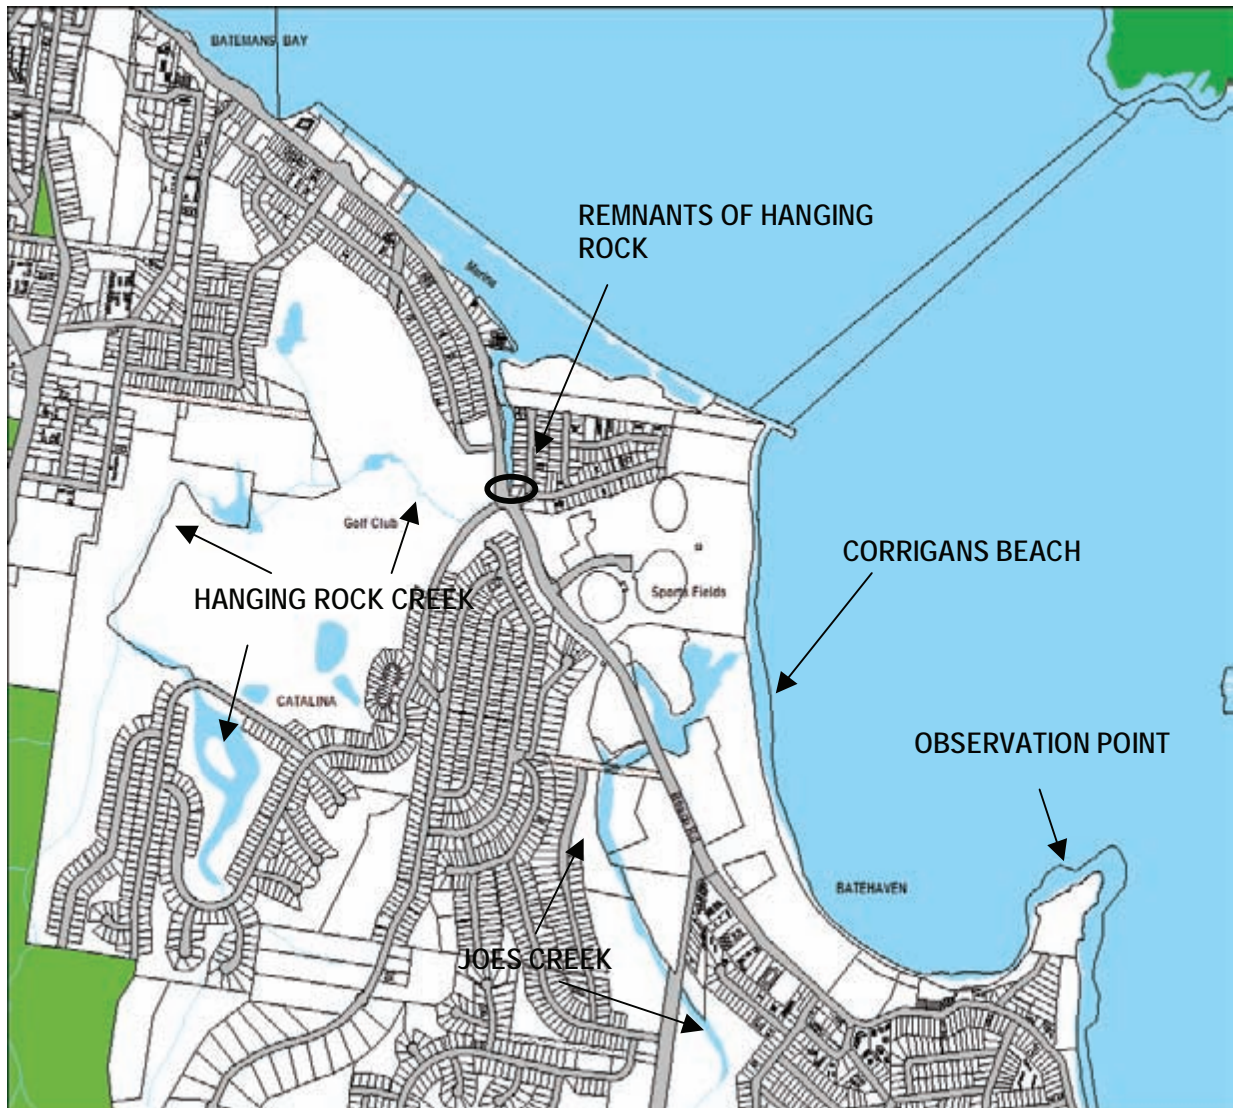 BATEMANS BAY
REMNANTS OF HANGING
ROCK
Marina
Golf Club
CORRIGANS BEACH
HANGING ROCK CREEK
Sports Fields
CATALINA
OBSERVATION POINT
BATEHAVEN
JOES CREEK